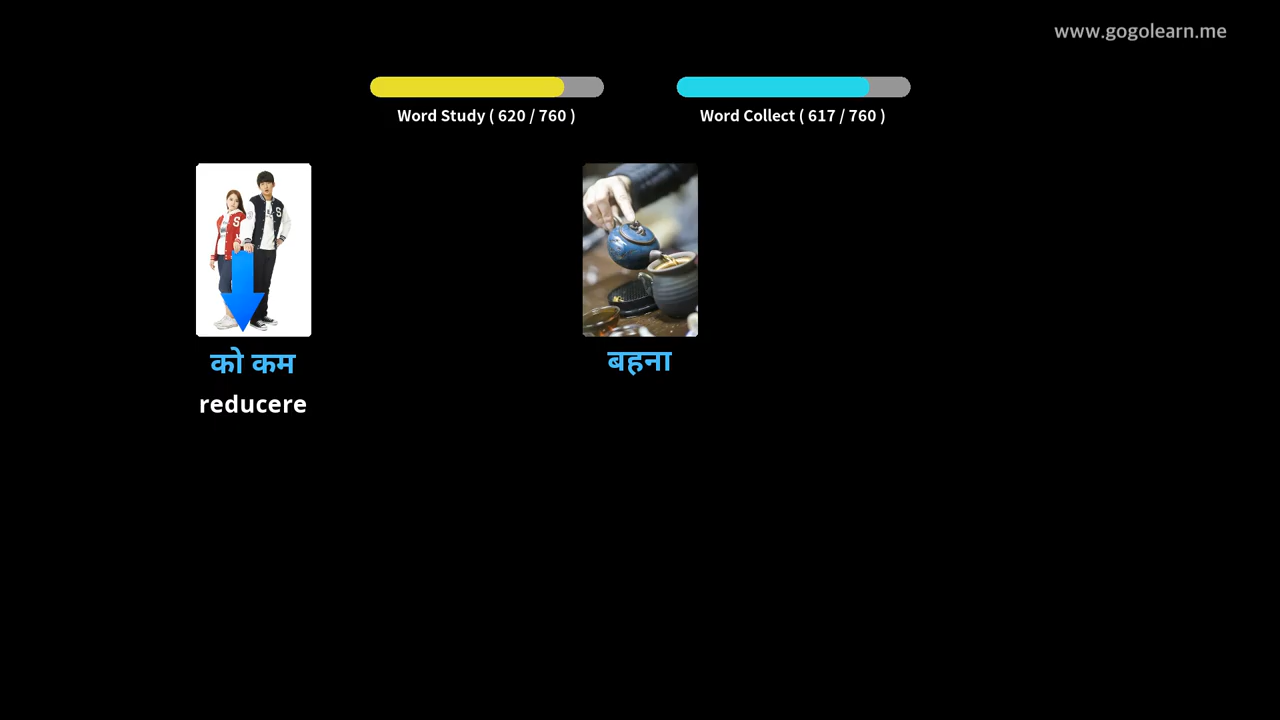 www.gogolearn.me
Word Study ( 620 / 760 )
Word Collect ( 617 / 760 )
को कम
बहना
reducere